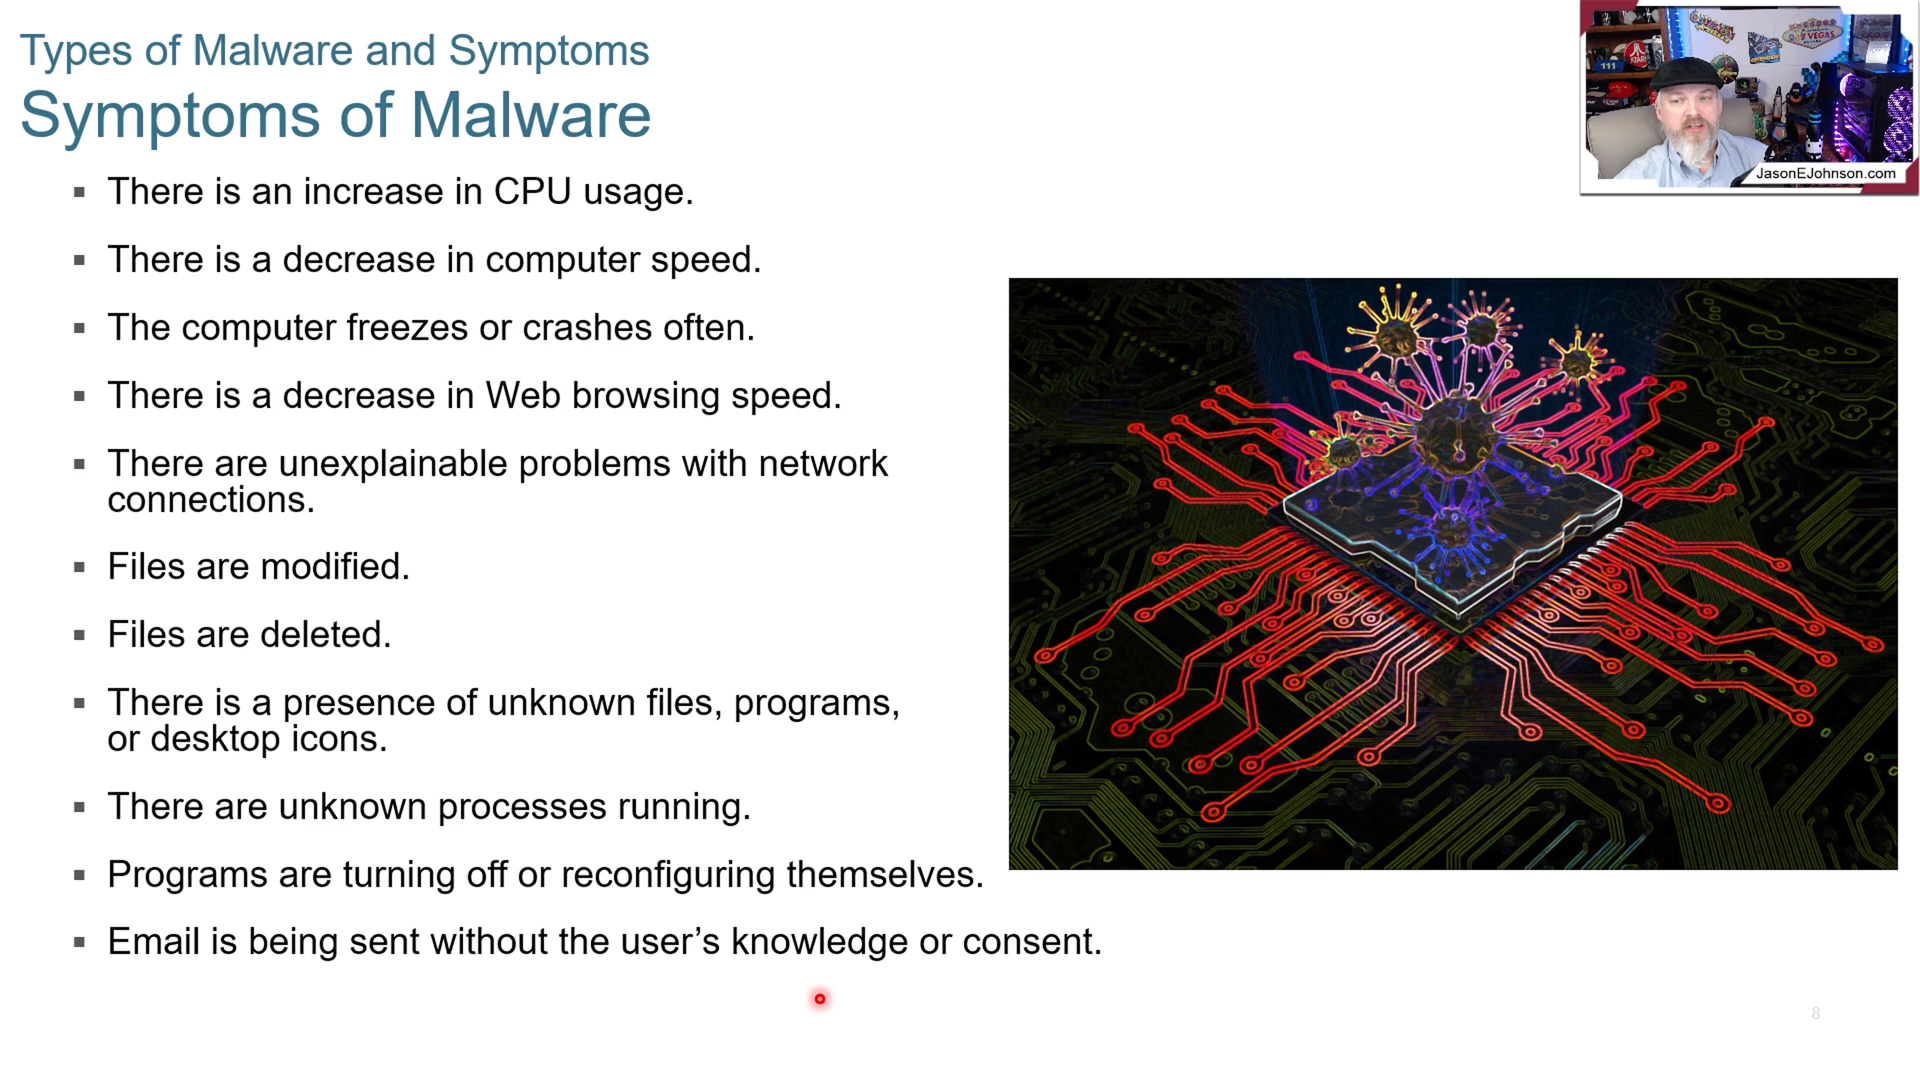 Types of Malware and Symptoms
Symptoms of Malware
▪ There is an increase in CPU usage.
▪ There is a decrease in computer speed.
▪ The computer freezes or crashes often.
▪ There is a decrease in Web browsing speed.
▪ There are unexplainable problems with network
connections.
▪ Files are modified.
▪ Files are deleted.
▪ There is a presence of unknown files, programs,
or desktop icons.
▪ There are unknown processes running.
▪ Programs are turning off or reconfiguring themselves.
▪ Email is being sent without the user’s knowledge or consent.
ATARI
111
VEGAS
JasonEJohnson.com
8